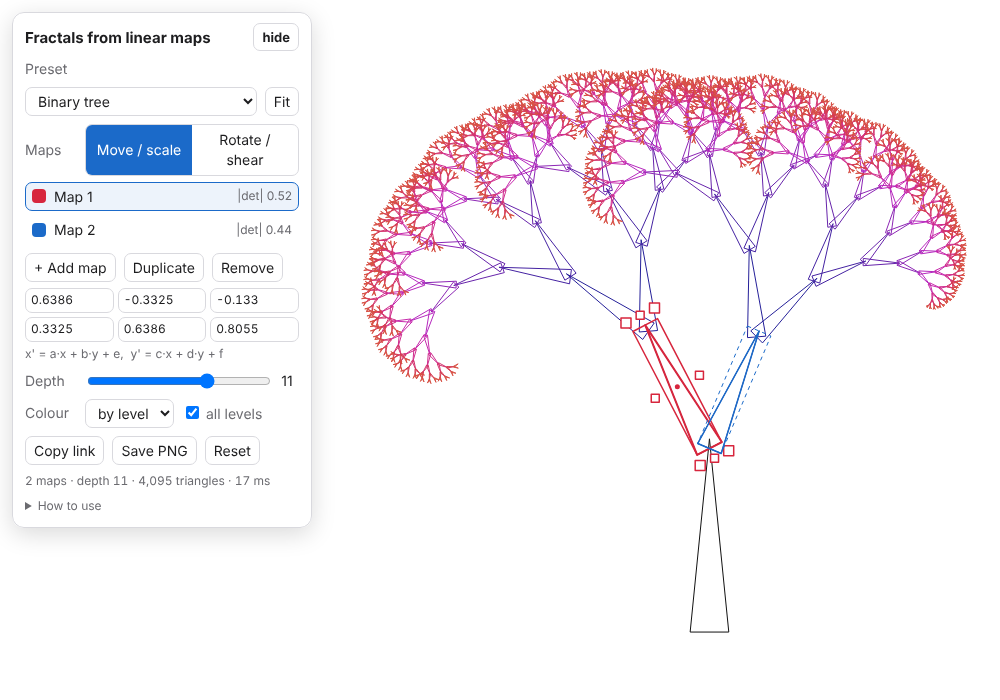 Fractals from linear maps
hide
Preset
Binary tree
Fit
Maps
Move / scale
Rotate / shear
Map 1
|det| 0.52
Map 2
|det| 0.44
+ Add map
Duplicate
Remove
0.6386
-0.3325
-0.133
0.3325
0.6386
0.8055
x' = a·x + b·y + e, y' = c·x + d·y + f
Depth
11
Colour
by level
all levels
Copy link
Save PNG
Reset
2 maps · depth 11 · 4,095 triangles · 17 ms
How to use